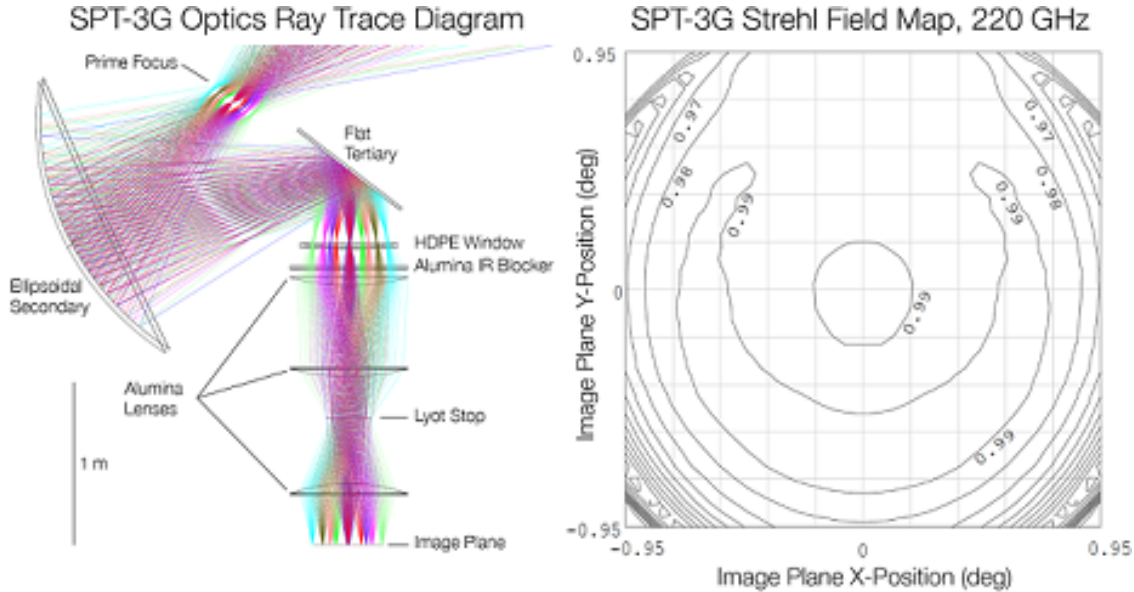 SPT-3G Optics Ray Trace Diagram
Prime Focus
Flat
Tertiary
HDPE Window
Alumina IR Blocker
Ellipsoidal
Secondary
Alumina
Lenses
Lyot Stop
1 m
Image Plane
SPT-3G Strehl Field Map, 220 GHz
0.95
0.97
0.97
0.98
0.98
0.99
0.99
0
0.99
0.99
-0.95
-0.95
0
0.95
Image Plane Y-Position (deg)
Image Plane X-Position (deg)